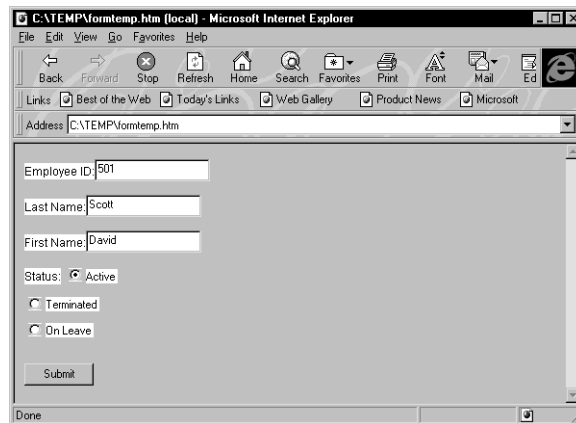 C:\TEMP\formtemp.htm (local) - Microsoft Internet Explorer
File Edit View Go Favorites Help
Back Forward Stop Refresh Home Search Favorites Print Font Mail Ed
Links Best of the Web Today's Links Web Gallery Product News Microsoft
Address C:\TEMP\formtemp.htm
Employee ID: 501
Last Name: Scott
First Name: David
Status: Active
Terminated
On Leave
Submit
Done